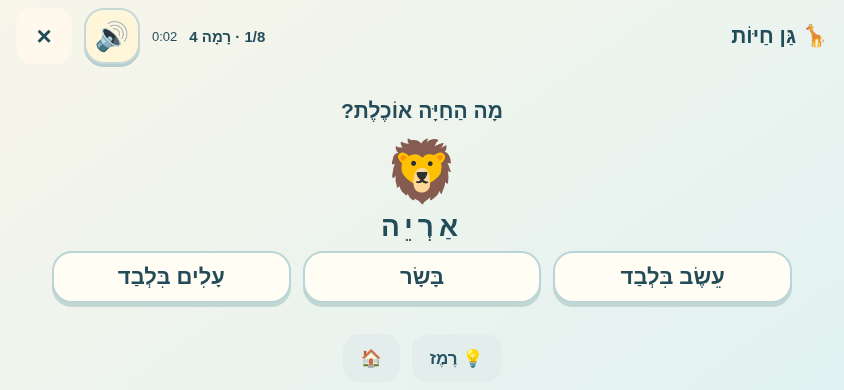 גַּן חַיּוֹת
1/8 · רָמָה 4
0:02
מָה הַחַיָּה אוֹכֶלֶת?
אַרְיֵה
עֵשֶׂב בִּלְבַד
בָּשָׂר
עָלִים בִּלְבַד
רֶמֶז